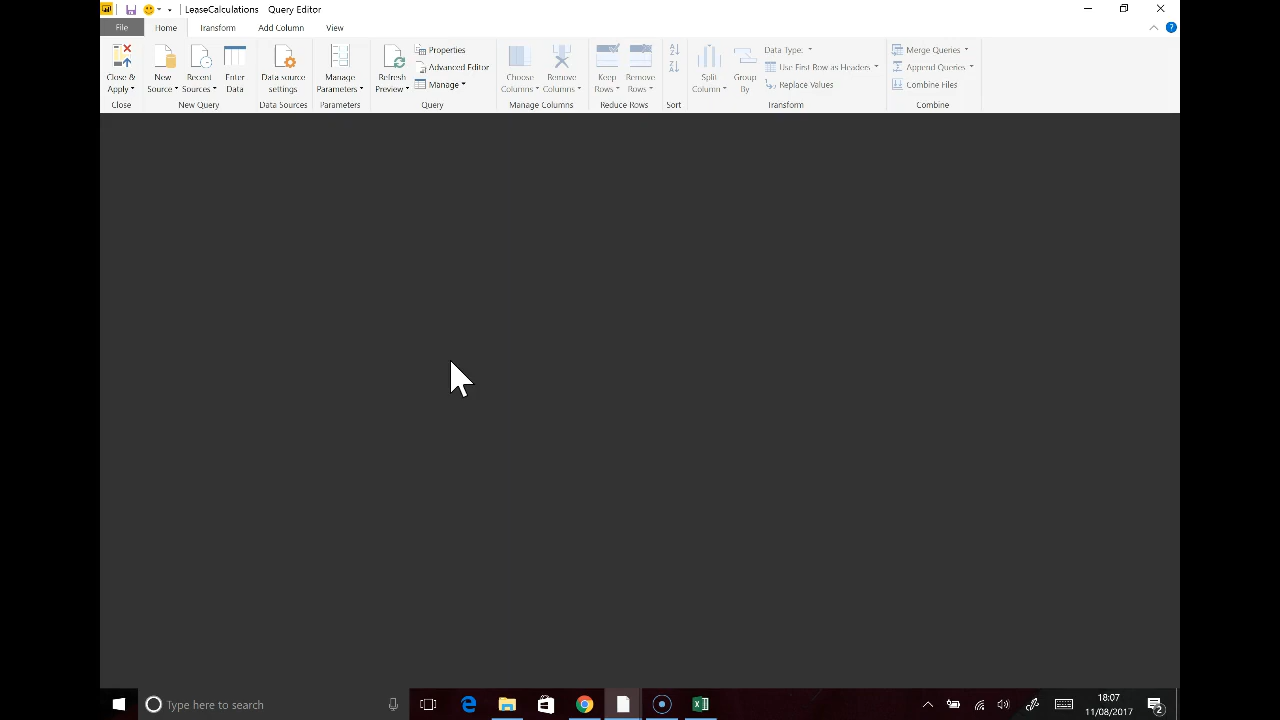 LeaseCalculations Query Editor
File Home Transform Add Column View
Close & Apply
Close
New Source
Recent Sources
Enter Data
New Query
Data source settings
Data Sources
Manage Parameters
Parameters
Refresh Preview
Properties
Advanced Editor
Manage
Query
Choose Columns
Remove Columns
Manage Columns
Keep Rows
Remove Rows
Reduce Rows
Sort
Split Column
Group By
Data Type:
Use First Row as Headers
Replace Values
Transform
Merge Queries
Append Queries
Combine Files
Combine
Type here to search
18:07
11/08/2017
2